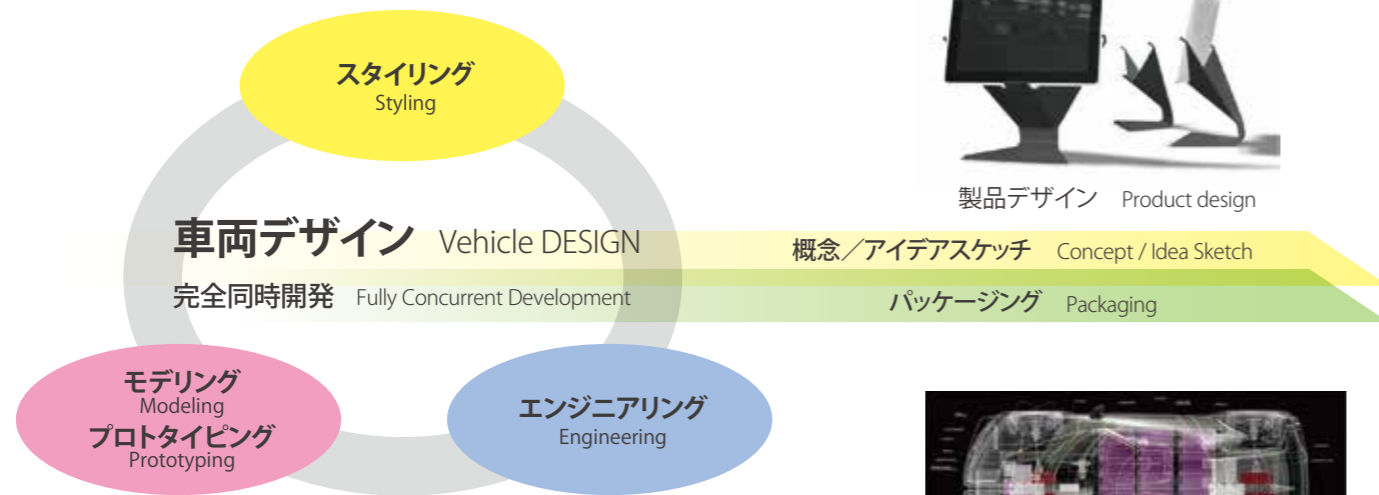 スタイリング
Styling
製品デザイン Product design
車両デザイン Vehicle DESIGN
概念／アイデアスケッチ Concept / Idea Sketch
完全同時開発 Fully Concurrent Development
パッケージング Packaging
モデリング
Modeling
プロトタイピング
Prototyping
エンジニアリング
Engineering